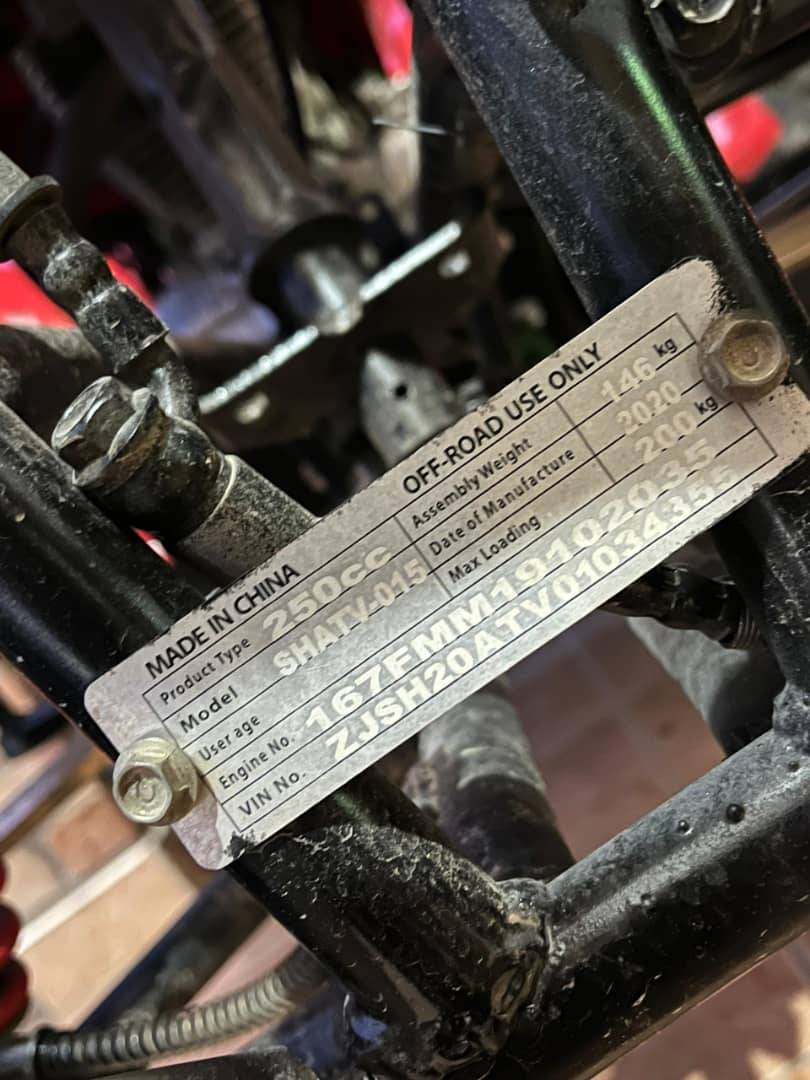 MADE IN CHINA OFF-ROAD USE ONLY
Product Type 250cc Assembly Weight 146 kg
Model SHATV-015 Date of Manufacture 2020
User age Max Loading 200 kg
Engine No. 167FMM19102035
VIN No. ZJSH20ATV01034355